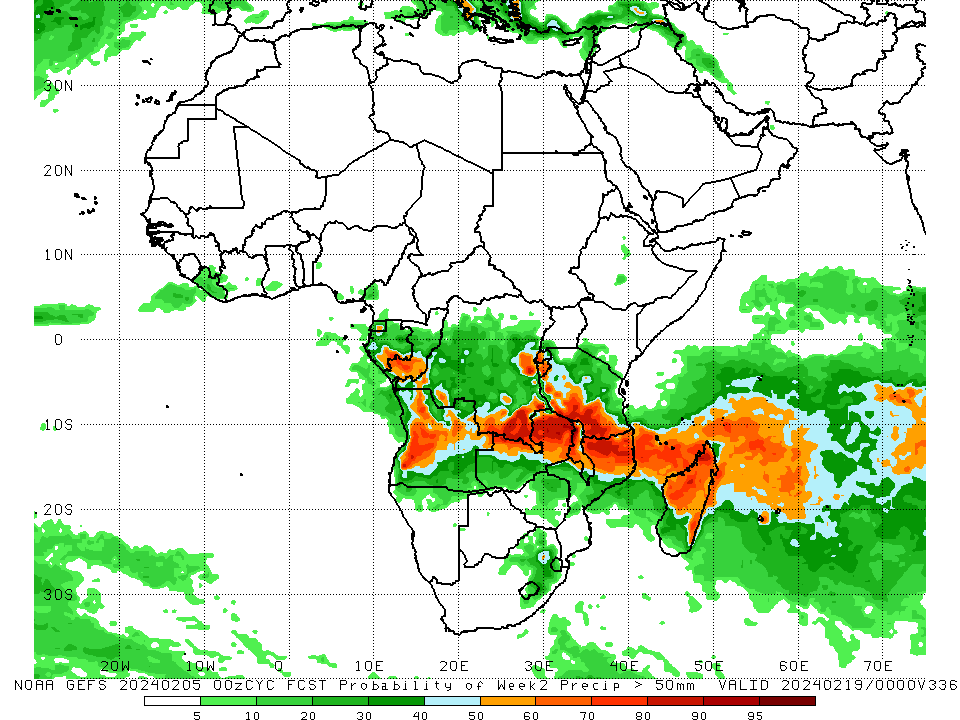 30N
20N
10N
0
10S
20S
30S
20W 10W 0 10E 20E 30E 40E 50E 60E 70E
NOAA GEFS 20240205 00zCYC FCST Probability of Week2 Precip > 50mm VALID 20240219/0000V336
5 10 20 30 40 50 60 70 80 90 95